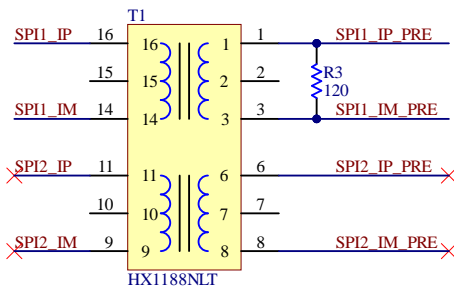 T1
SPI1_IP 16 16 1 1 SPI1_IP_PRE
15 15 2 2
R3
120
SPI1_IM 14 14 3 3 SPI1_IM_PRE
SPI2_IP 11 11 6 6 SPI2_IP_PRE
10 10 7 7
SPI2_IM 9 9 8 8 SPI2_IM_PRE
HX1188NLT